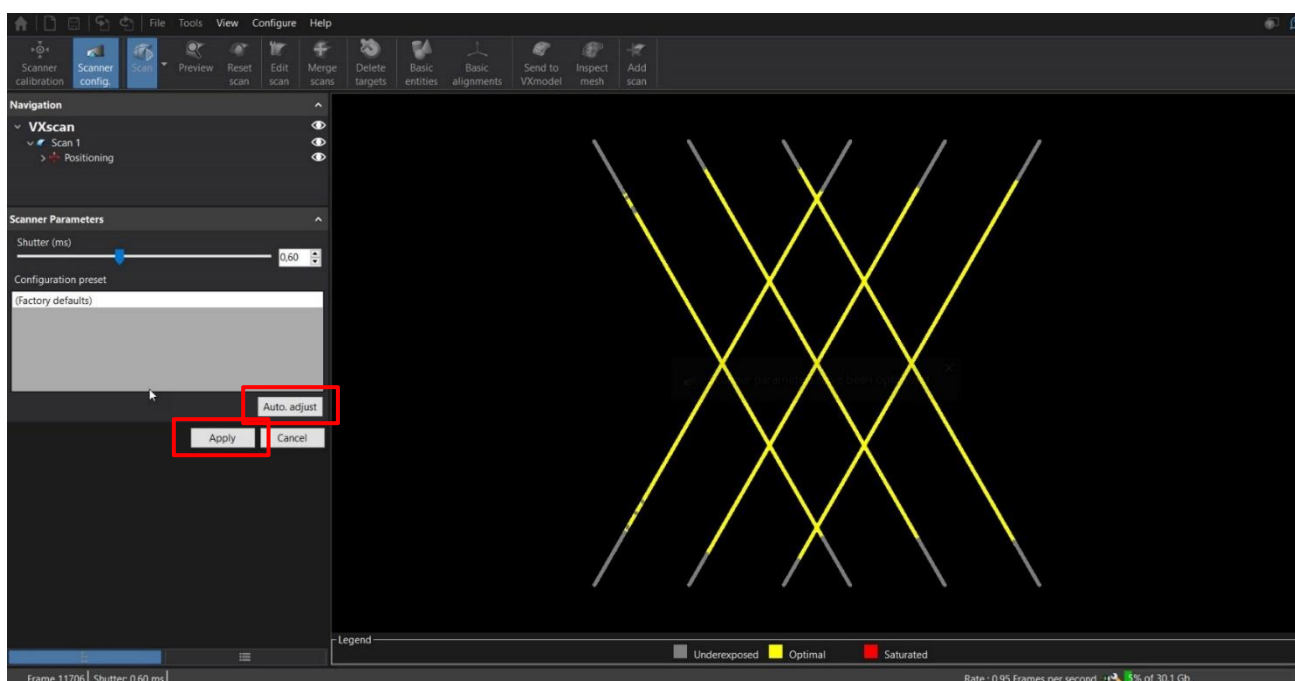 File Tools View Configure Help
Scanner calibration
Scanner config.
Scan
Preview
Reset scan
Edit scan
Merge scans
Delete targets
Basic entities
Basic alignments
Send to VXmodel
Inspect mesh
Add scan
Navigation
VXscan
Scan 1
Positioning
Scanner Parameters
Shutter (ms)
0,60
Configuration preset
(Factory defaults)
Auto. adjust
Apply Cancel
Legend
Underexposed Optimal Saturated
Frame 11706 Shutter: 0.60 ms Rate : 0.95 Frames per second 5% of 30.1 Gb